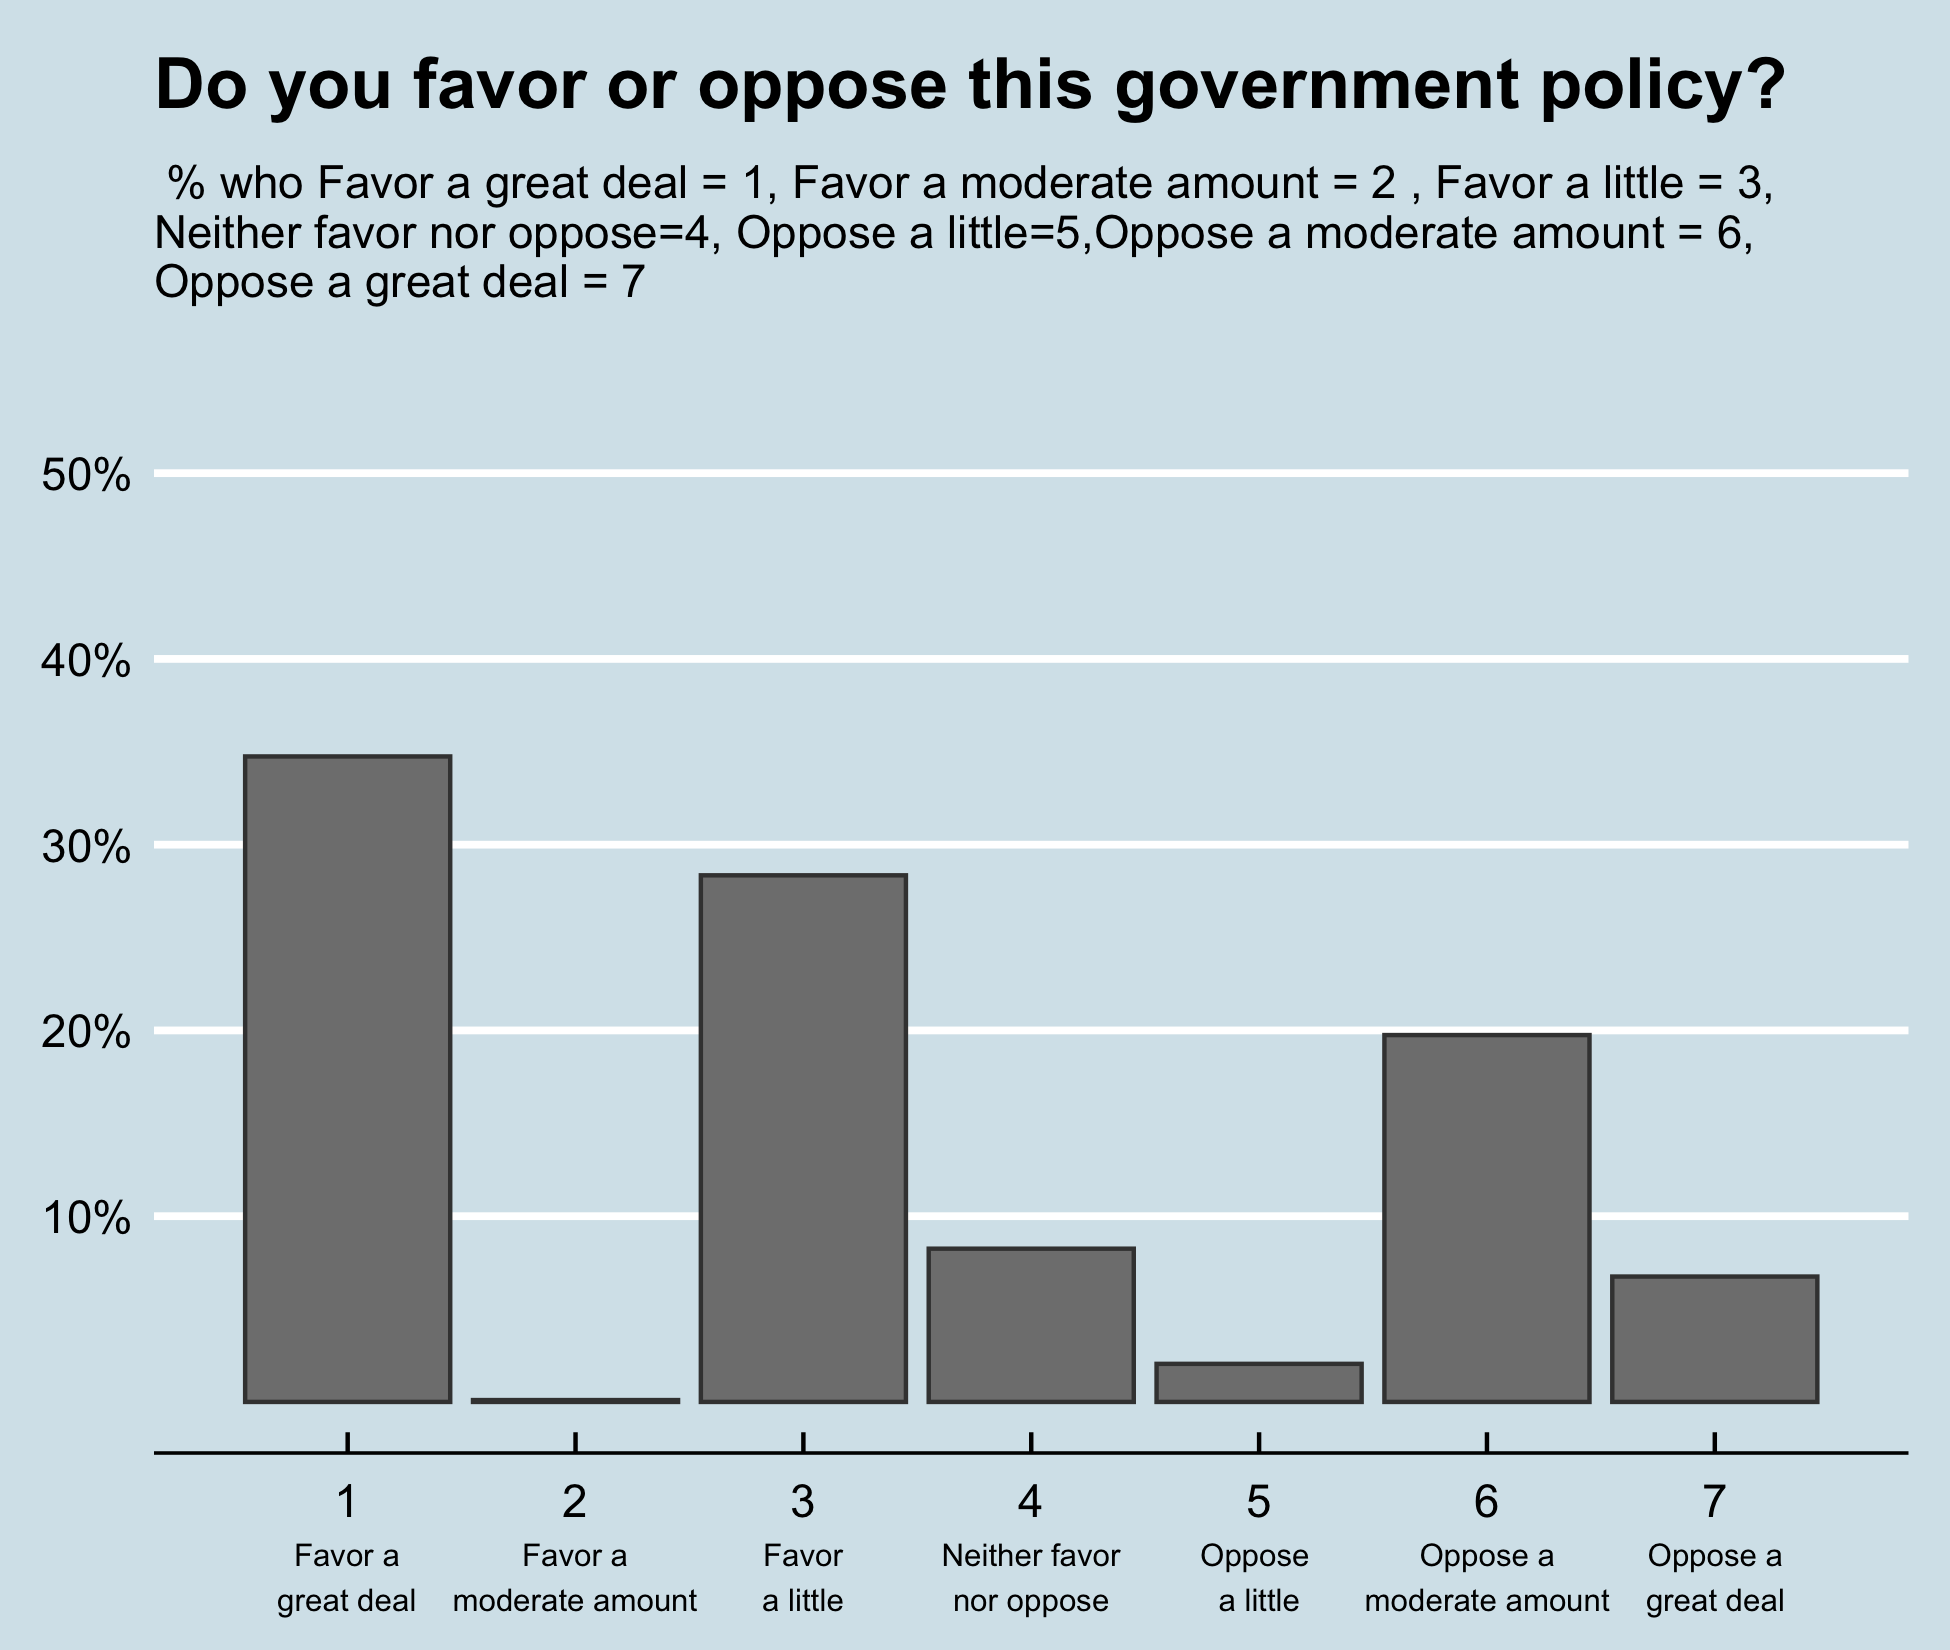 Do you favor or oppose this government policy?
% who Favor a great deal = 1, Favor a moderate amount = 2 , Favor a little = 3,
Neither favor nor oppose=4, Oppose a little=5,Oppose a moderate amount = 6,
Oppose a great deal = 7
50%
40%
30%
20%
10%
1 2 3 4 5 6 7
Favor a Favor a Favor Neither favor Oppose Oppose a Oppose a
great deal moderate amount a little nor oppose a little moderate amount great deal